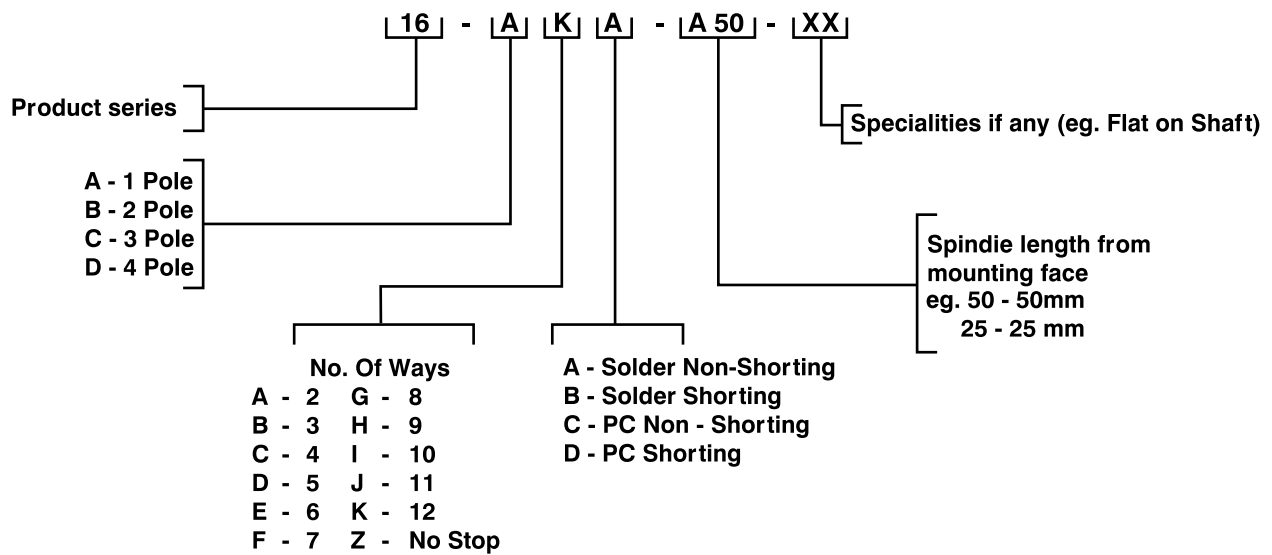 16 - A K A - A 50 - XX
Product series
Specialities if any (eg. Flat on Shaft)
A - 1 Pole
B - 2 Pole
C - 3 Pole
D - 4 Pole
Spindie length from
mounting face
eg. 50 - 50mm
25 - 25 mm
No. Of Ways
A - 2 G - 8
B - 3 H - 9
C - 4 I - 10
D - 5 J - 11
E - 6 K - 12
F - 7 Z - No Stop
A - Solder Non-Shorting
B - Solder Shorting
C - PC Non - Shorting
D - PC Shorting